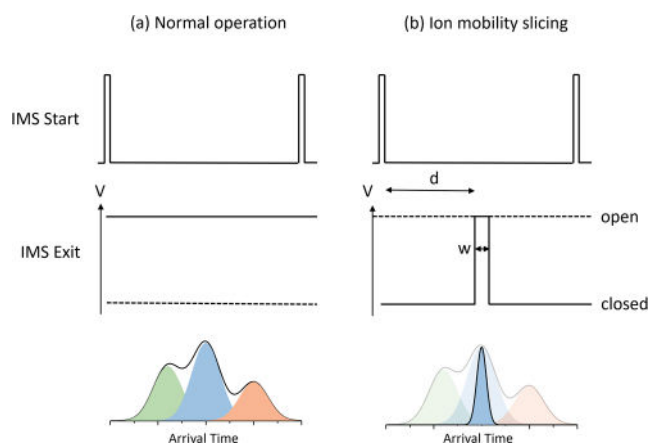 (a) Normal operation
(b) Ion mobility slicing
IMS Start
V
V
d
IMS Exit
w
open
closed
Arrival Time
Arrival Time